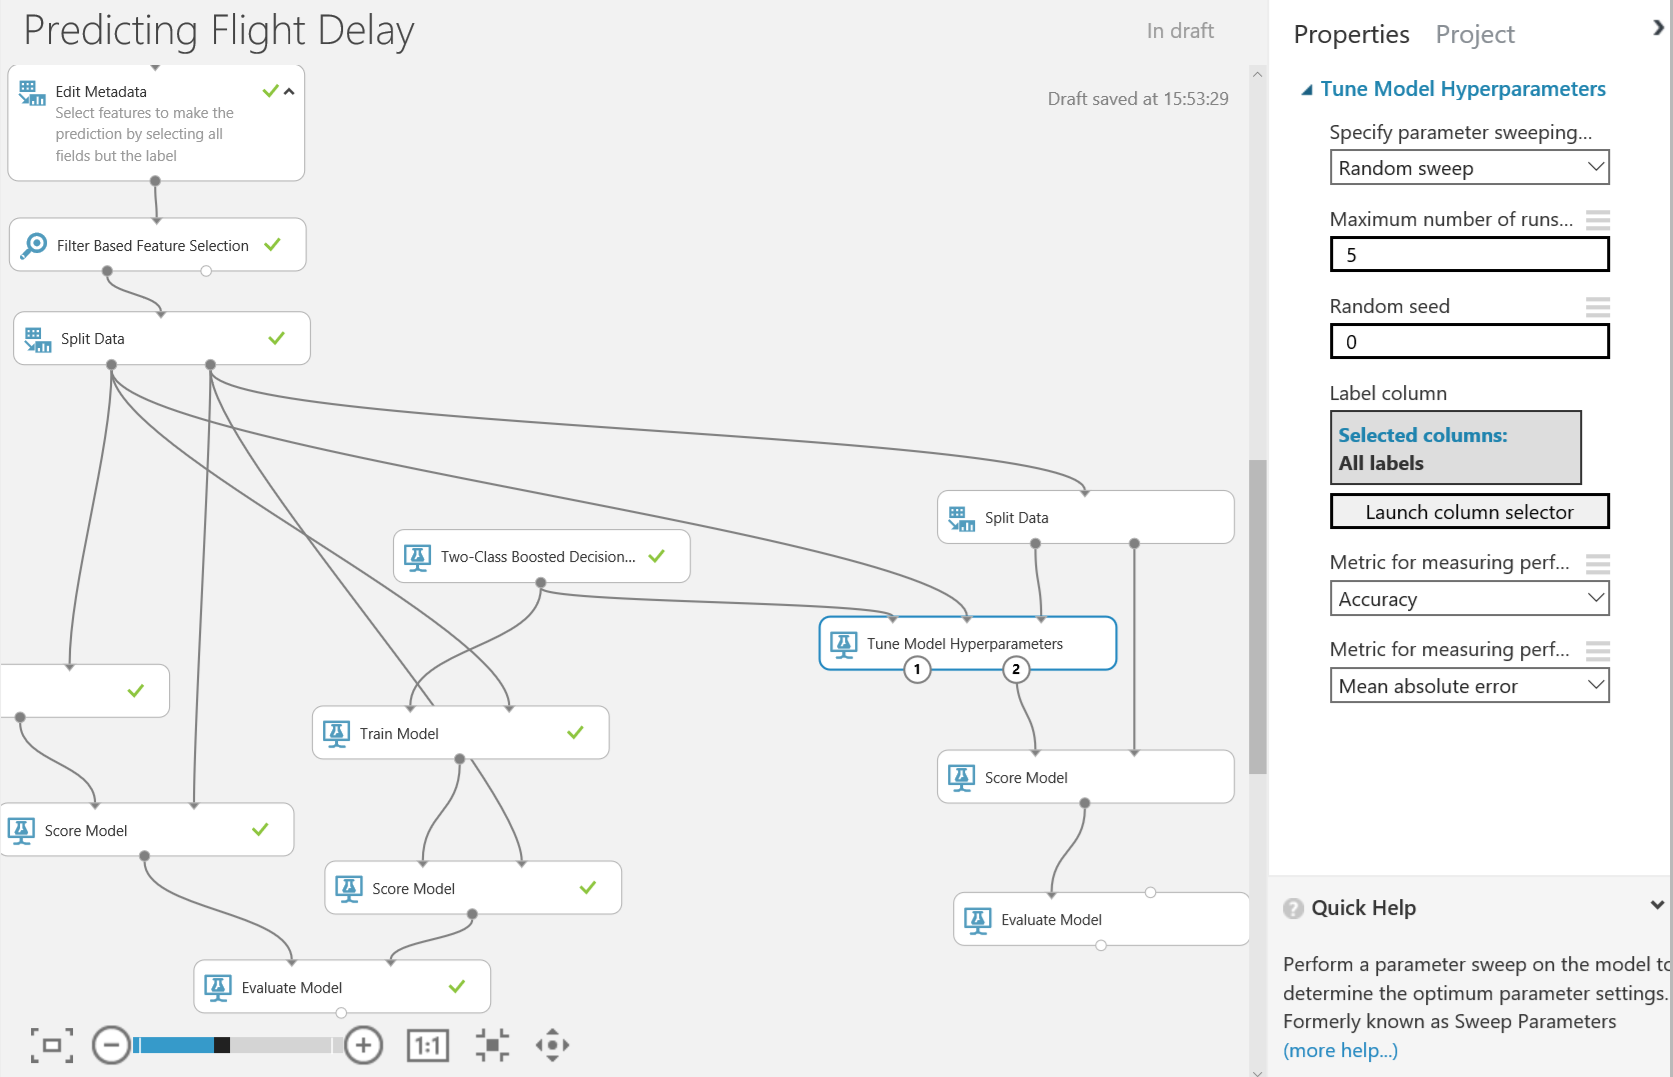 Predicting Flight Delay
In draft
Draft saved at 15:53:29
Edit Metadata
Select features to make the
prediction by selecting all
fields but the label
Filter Based Feature Selection
Split Data
Split Data
Two-Class Boosted Decision...
Tune Model Hyperparameters
1
2
Train Model
Score Model
Score Model
Score Model
Evaluate Model
Evaluate Model
1:1
Properties Project
Tune Model Hyperparameters
Specify parameter sweeping...
Random sweep
Maximum number of runs...
5
Random seed
0
Label column
Selected columns:
All labels
Launch column selector
Metric for measuring perf...
Accuracy
Metric for measuring perf...
Mean absolute error
? Quick Help
Perform a parameter sweep on the model to
determine the optimum parameter settings.
Formerly known as Sweep Parameters
(more help...)